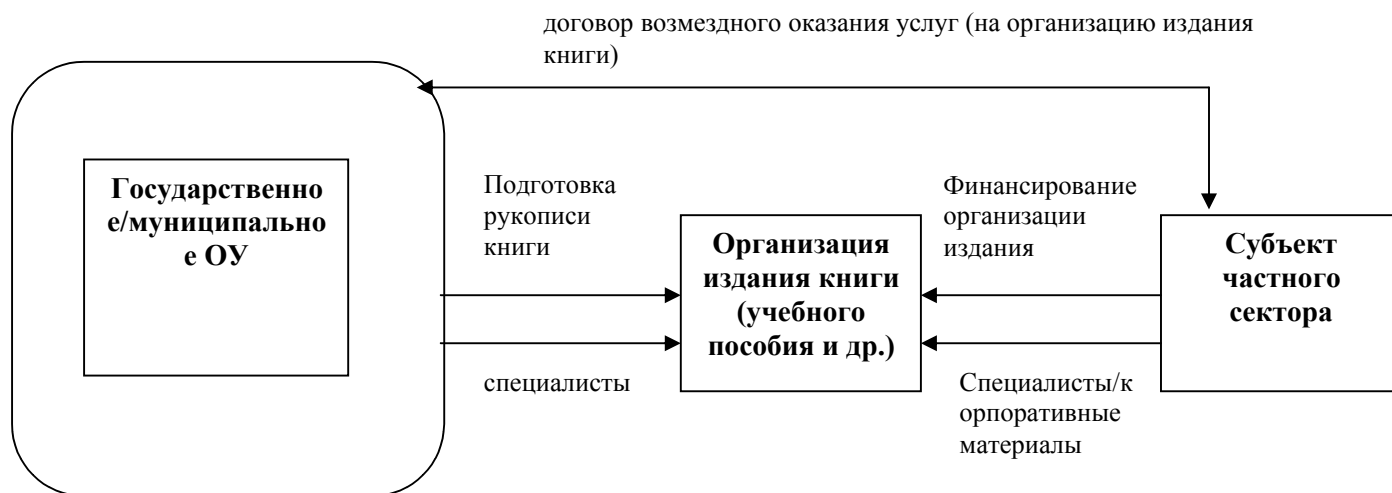 договор возмездного оказания услуг (на организацию издания
книги)
Государственно
е/муниципально
е ОУ
Подготовка
рукописи
книги
специалисты
Организация
издания книги
(учебного
пособия и др.)
Финансирование
организации
издания
Специалисты/к
орпоративные
материалы
Субъект
частного
сектора